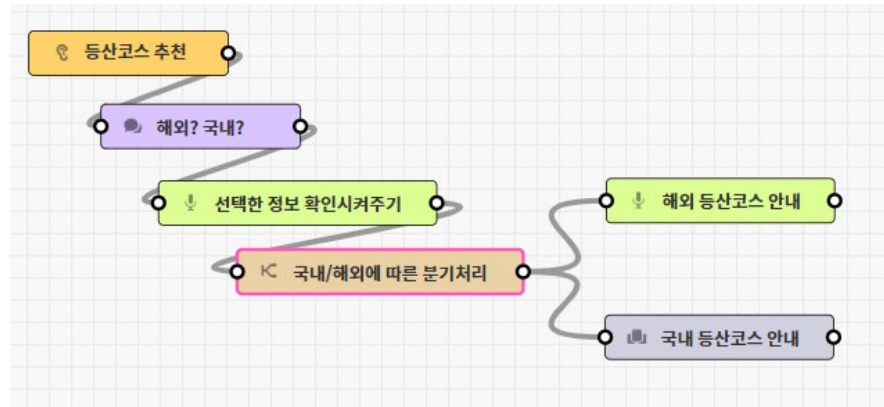 등산코스 추천
해외? 국내?
선택한 정보 확인시켜주기
국내/해외에 따른 분기처리
해외 등산코스 안내
국내 등산코스 안내